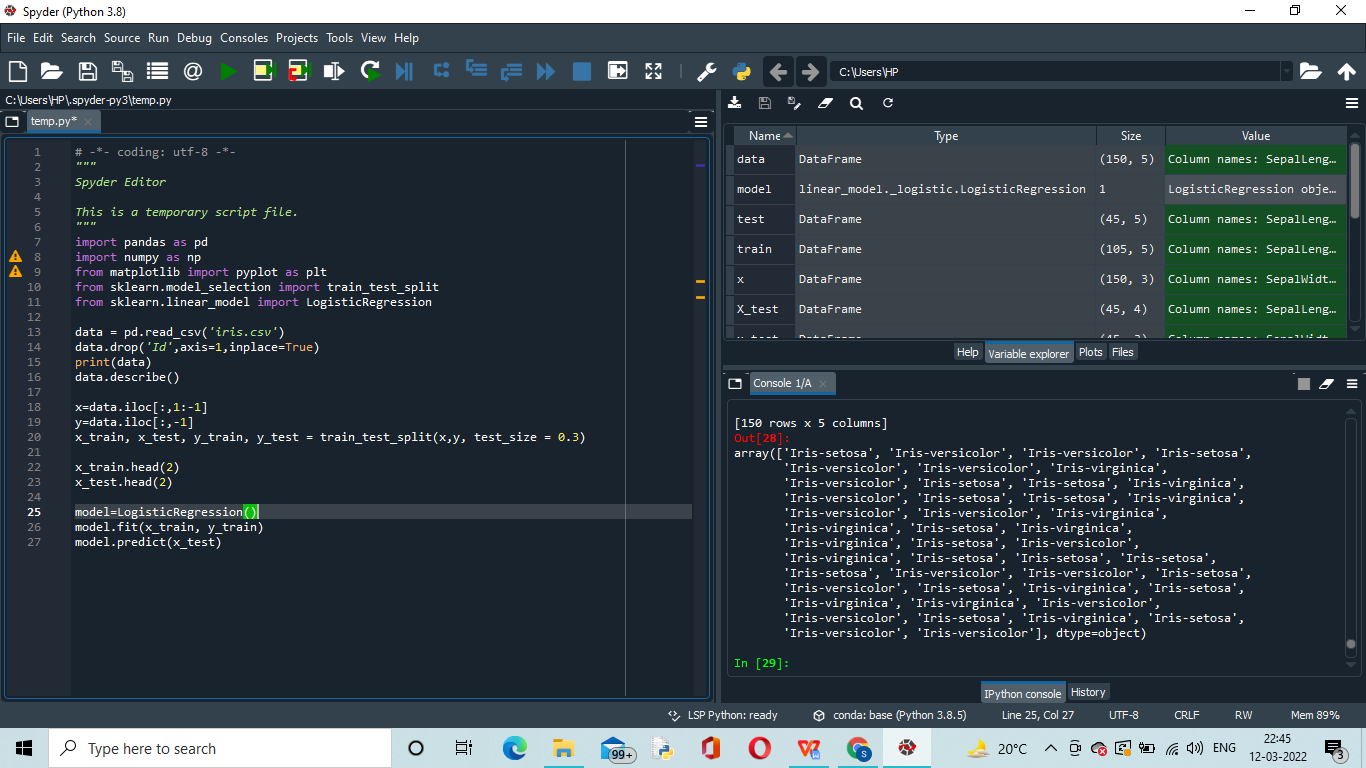 Spyder (Python 3.8)
File Edit Search Source Run Debug Consoles Projects Tools View Help
C:\Users\HP
C:\Users\HP\.spyder-py3\temp.py
temp.py*
1 # -*- coding: utf-8 -*-
2 """
3 Spyder Editor
4
5 This is a temporary script file.
6 """
7 import pandas as pd
8 import numpy as np
9 from matplotlib import pyplot as plt
10 from sklearn.model_selection import train_test_split
11 from sklearn.linear_model import LogisticRegression
12
13 data = pd.read_csv('iris.csv')
14 data.drop('Id',axis=1,inplace=True)
15 print(data)
16 data.describe()
17
18 x=data.iloc[:,1:-1]
19 y=data.iloc[:,-1]
20 x_train, x_test, y_train, y_test = train_test_split(x,y, test_size = 0.3)
21
22 x_train.head(2)
23 x_test.head(2)
24
25 model=LogisticRegression()
26 model.fit(x_train, y_train)
27 model.predict(x_test)
Name Type Size Value
data DataFrame (150, 5) Column names: SepalLeng…
model linear_model._logistic.LogisticRegression 1 LogisticRegression obje…
test DataFrame (45, 5) Column names: SepalLeng…
train DataFrame (105, 5) Column names: SepalLeng…
x DataFrame (150, 3) Column names: SepalWidt…
X_test DataFrame (45, 4) Column names: SepalLeng…
Help Variable explorer Plots Files
Console 1/A
[150 rows x 5 columns]
Out[28]:
array(['Iris-setosa', 'Iris-versicolor', 'Iris-versicolor', 'Iris-setosa',
'Iris-versicolor', 'Iris-versicolor', 'Iris-virginica',
'Iris-versicolor', 'Iris-setosa', 'Iris-setosa', 'Iris-virginica',
'Iris-versicolor', 'Iris-setosa', 'Iris-setosa', 'Iris-virginica',
'Iris-versicolor', 'Iris-versicolor', 'Iris-virginica',
'Iris-virginica', 'Iris-setosa', 'Iris-virginica',
'Iris-virginica', 'Iris-setosa', 'Iris-versicolor',
'Iris-versicolor', 'Iris-setosa', 'Iris-setosa', 'Iris-setosa',
'Iris-setosa', 'Iris-versicolor', 'Iris-versicolor', 'Iris-setosa',
'Iris-versicolor', 'Iris-setosa', 'Iris-virginica', 'Iris-setosa',
'Iris-virginica', 'Iris-virginica', 'Iris-versicolor',
'Iris-versicolor', 'Iris-setosa', 'Iris-virginica', 'Iris-setosa',
'Iris-versicolor', 'Iris-versicolor'], dtype=object)
In [29]:
IPython console History
LSP Python: ready conda: base (Python 3.8.5) Line 25, Col 27 UTF-8 CRLF RW Mem 89%
Type here to search
99+
S
20°C
ENG
22:45
12-03-2022
3